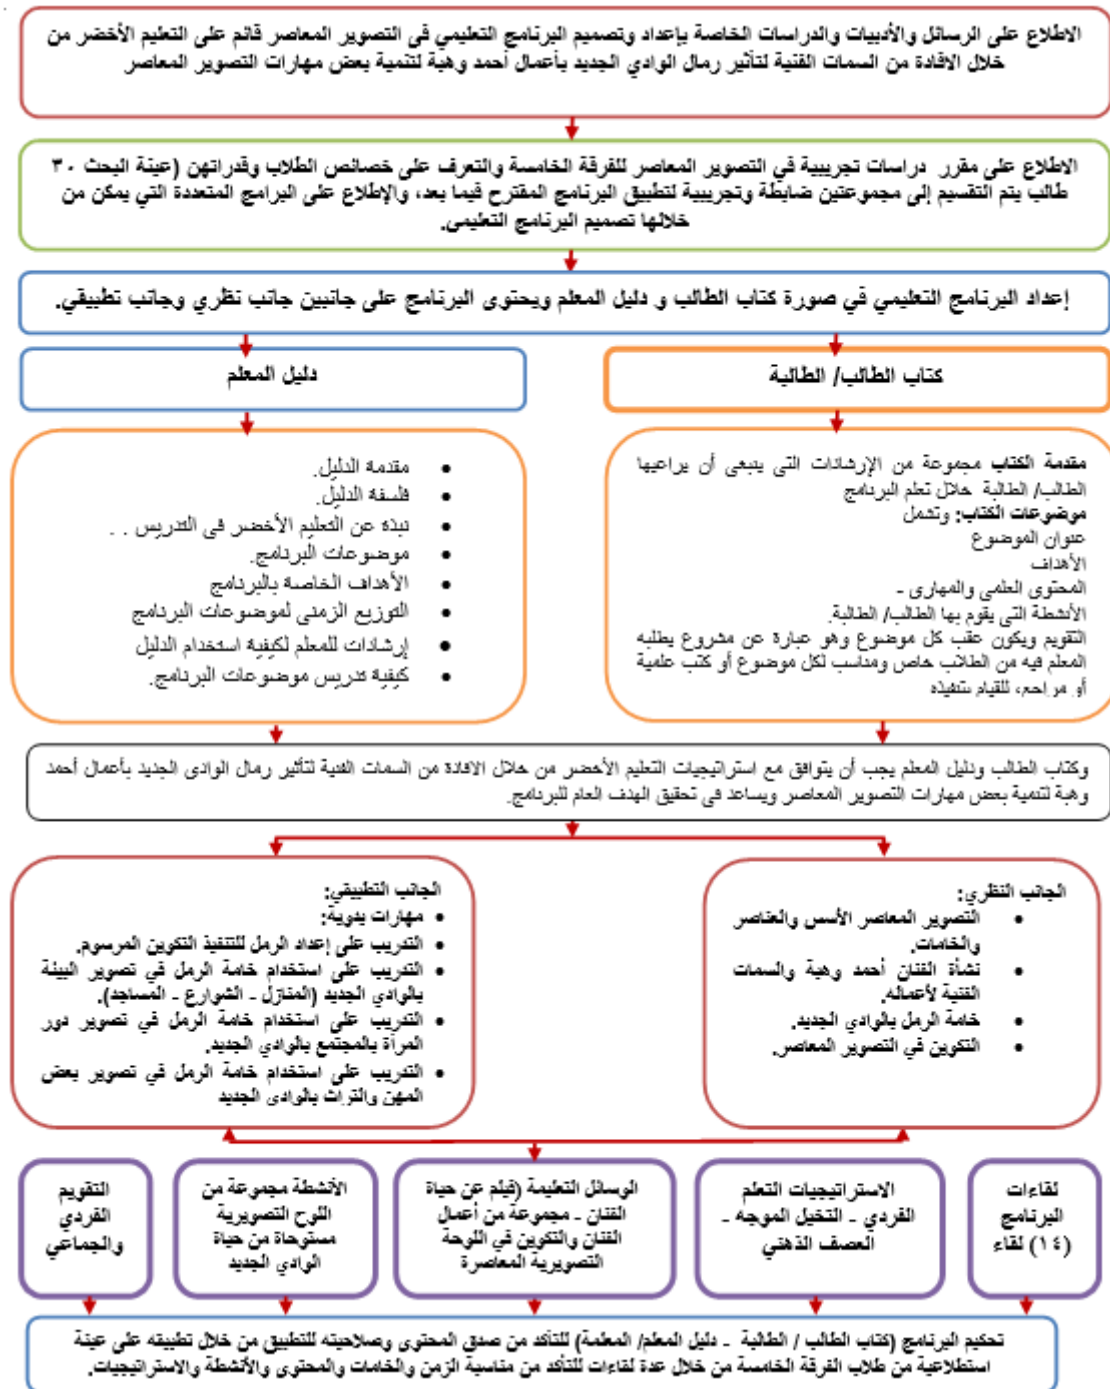 الاطلاع على الرسائل والأدبيات والدراسات الخاصة بإعداد وتصميم البرنامج التعليمي فى التصوير المعاصر قائم على التعليم الأخضر من
خلال الافادة من السمات الفنية لتأثير رمال الوادي الجديد بأعمال أحمد وهبة لتنمية بعض مهارات التصوير المعاصر
الاطلاع على مقرر دراسات تجريبية في التصوير المعاصر للفرقة الخامسة والتعرف على خصائص الطلاب وقدراتهن (عينة البحث ٣٠
طالب يتم التقسيم إلى مجموعتين ضابطة وتجريبية لتطبيق البرنامج المقترح فيما بعد، والإطلاع على البرامج المتعددة التي يمكن من
خلالها تصميم البرنامج التعليمى.
إعداد البرنامج التعليمي في صورة كتاب الطالب و دليل المعلم ويحتوى البرنامج على جانبين جانب نظري وجانب تطبيقي.
كتاب الطالب/ الطالبة
دليل المعلم
مقدمة الكتاب مجموعة من الإرشادات التى ينبغى أن يراعيها
الطالب/ الطالبة خلال تعلم البرنامج
موضوعات الكتاب: وتشمل
عنوان الموضوع
الأهداف
المحتوى العلمى والمهارى -
الأنشطة التى يقوم بها الطالب/ الطالبة.
التقويم ويكون عقب كل موضوع وهو عبارة عن مشروع يطلبه
المعلم فيه من الطلاب خاص ومناسب لكل موضوع أو كتب علمية
أو مراجع، للقيام بتنفيذه
• مقدمة الدليل.
• فلسفة الدليل.
• نبذة عن التعليم الأخضر فى التدريس . .
• موضوعات البرنامج.
• الأهداف الخاصة بالبرنامج
• التوزيع الزمنى لموضوعات البرنامج
• إرشادات للمعلم لكيفية استخدام الدليل
• كيفية تدريس موضوعات البرنامج.
وكتاب الطالب ودليل المعلم يجب أن يتوافق مع استراتيجيات التعليم الأخضر من خلال الافادة من السمات الفنية لتأثير رمال الوادى الجديد بأعمال أحمد
وهبة لتنمية بعض مهارات التصوير المعاصر ويساعد فى تحقيق الهدف العام للبرنامج.
الجانب النظري:
• التصوير المعاصر الأسس والعناصر
والخامات.
• نشأة الفنان أحمد وهبة والسمات
الفنية لأعماله.
• خامة الرمل بالوادي الجديد.
• التكوين في التصوير المعاصر.
الجانب التطبيقي:
• مهارات يدوية:
• التدريب على إعداد الرمل للتنفيذ التكوين المرسوم.
• التدريب على استخدام خامة الرمل في تصوير البيئة
بالوادي الجديد (المنازل - الشوارع - المساجد).
• التدريب على استخدام خامة الرمل في تصوير دور
المرأة بالمجتمع بالوادي الجديد.
• التدريب على استخدام خامة الرمل في تصوير بعض
المهن والتراث بالوادى الجديد
لقاءات
البرنامج
(١٤) لقاء
الاستراتيجيات التعلم
الفردي - التخيل الموجه -
العصف الذهني
الوسائل التعليمة (فيلم عن حياة
الفنان - مجموعة من أعمال
الفنان والتكوين في اللوحة
التصويرية المعاصرة
الأنشطة مجموعة من
اللوح التصويرية
مستوحاة من حياة
الوادي الجديد
التقويم
الفردي
والجماعي
تحكيم البرنامج (كتاب الطالب / الطالبة - دليل المعلم/ المعلمة) للتأكد من صدق المحتوى وصلاحيته للتطبيق من خلال تطبيقه على عينة
استطلاعية من طلاب الفرقة الخامسة من خلال عدة لقاءات للتأكد من مناسبة الزمن والخامات والمحتوى والأنشطة والاستراتيجيات.